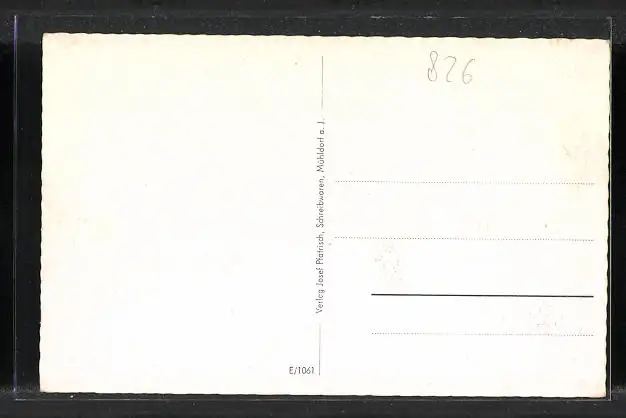 826
Verlag Josef Pfatrisch, Schreibwaren, Mühldorf a. J.
E/1061